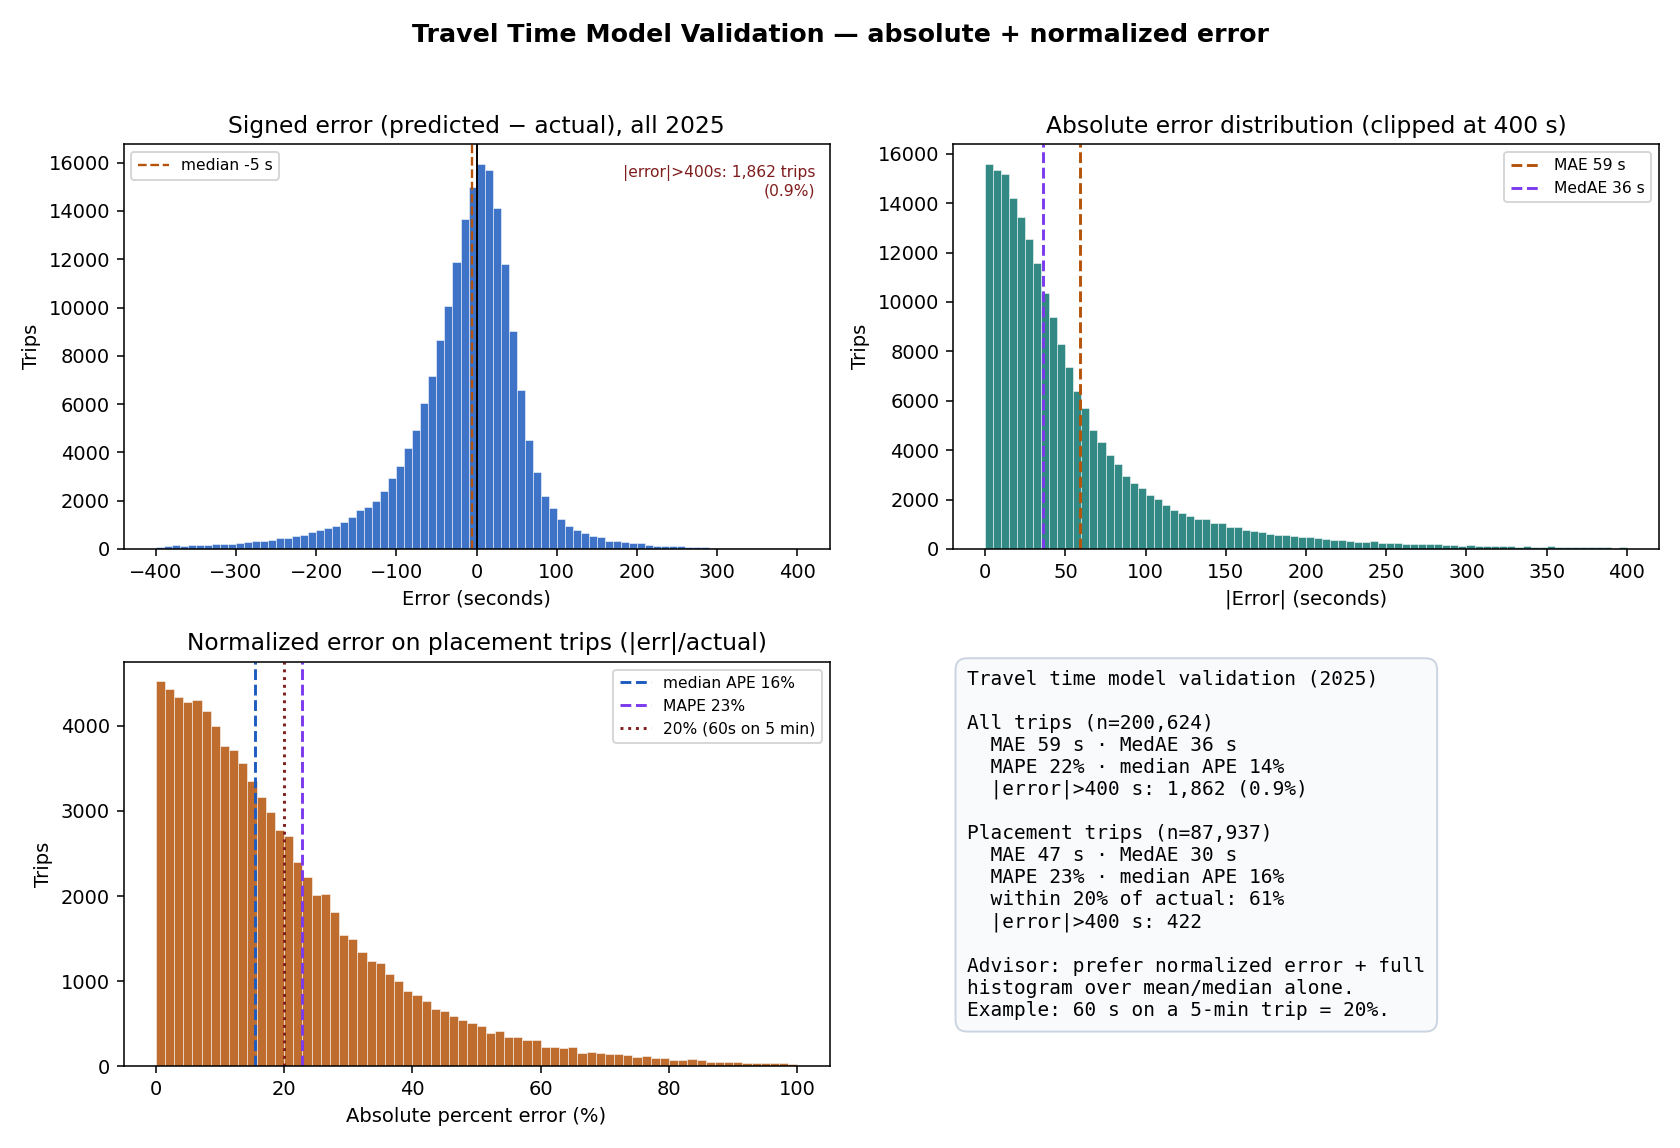 Travel Time Model Validation — absolute + normalized error
Signed error (predicted − actual), all 2025
median -5 s
|error|>400s: 1,862 trips
(0.9%)
16000
14000
12000
10000
8000
6000
4000
2000
0
Trips
−400 −300 −200 −100 0 100 200 300 400
Error (seconds)
Absolute error distribution (clipped at 400 s)
MAE 59 s
MedAE 36 s
16000
14000
12000
10000
8000
6000
4000
2000
0
Trips
0 50 100 150 200 250 300 350 400
|Error| (seconds)
Normalized error on placement trips (|err|/actual)
median APE 16%
MAPE 23%
20% (60s on 5 min)
4000
3000
2000
1000
0
Trips
0 20 40 60 80 100
Absolute percent error (%)
Travel time model validation (2025)
All trips (n=200,624)
MAE 59 s · MedAE 36 s
MAPE 22% · median APE 14%
|error|>400 s: 1,862 (0.9%)
Placement trips (n=87,937)
MAE 47 s · MedAE 30 s
MAPE 23% · median APE 16%
within 20% of actual: 61%
|error|>400 s: 422
Advisor: prefer normalized error + full
histogram over mean/median alone.
Example: 60 s on a 5-min trip = 20%.